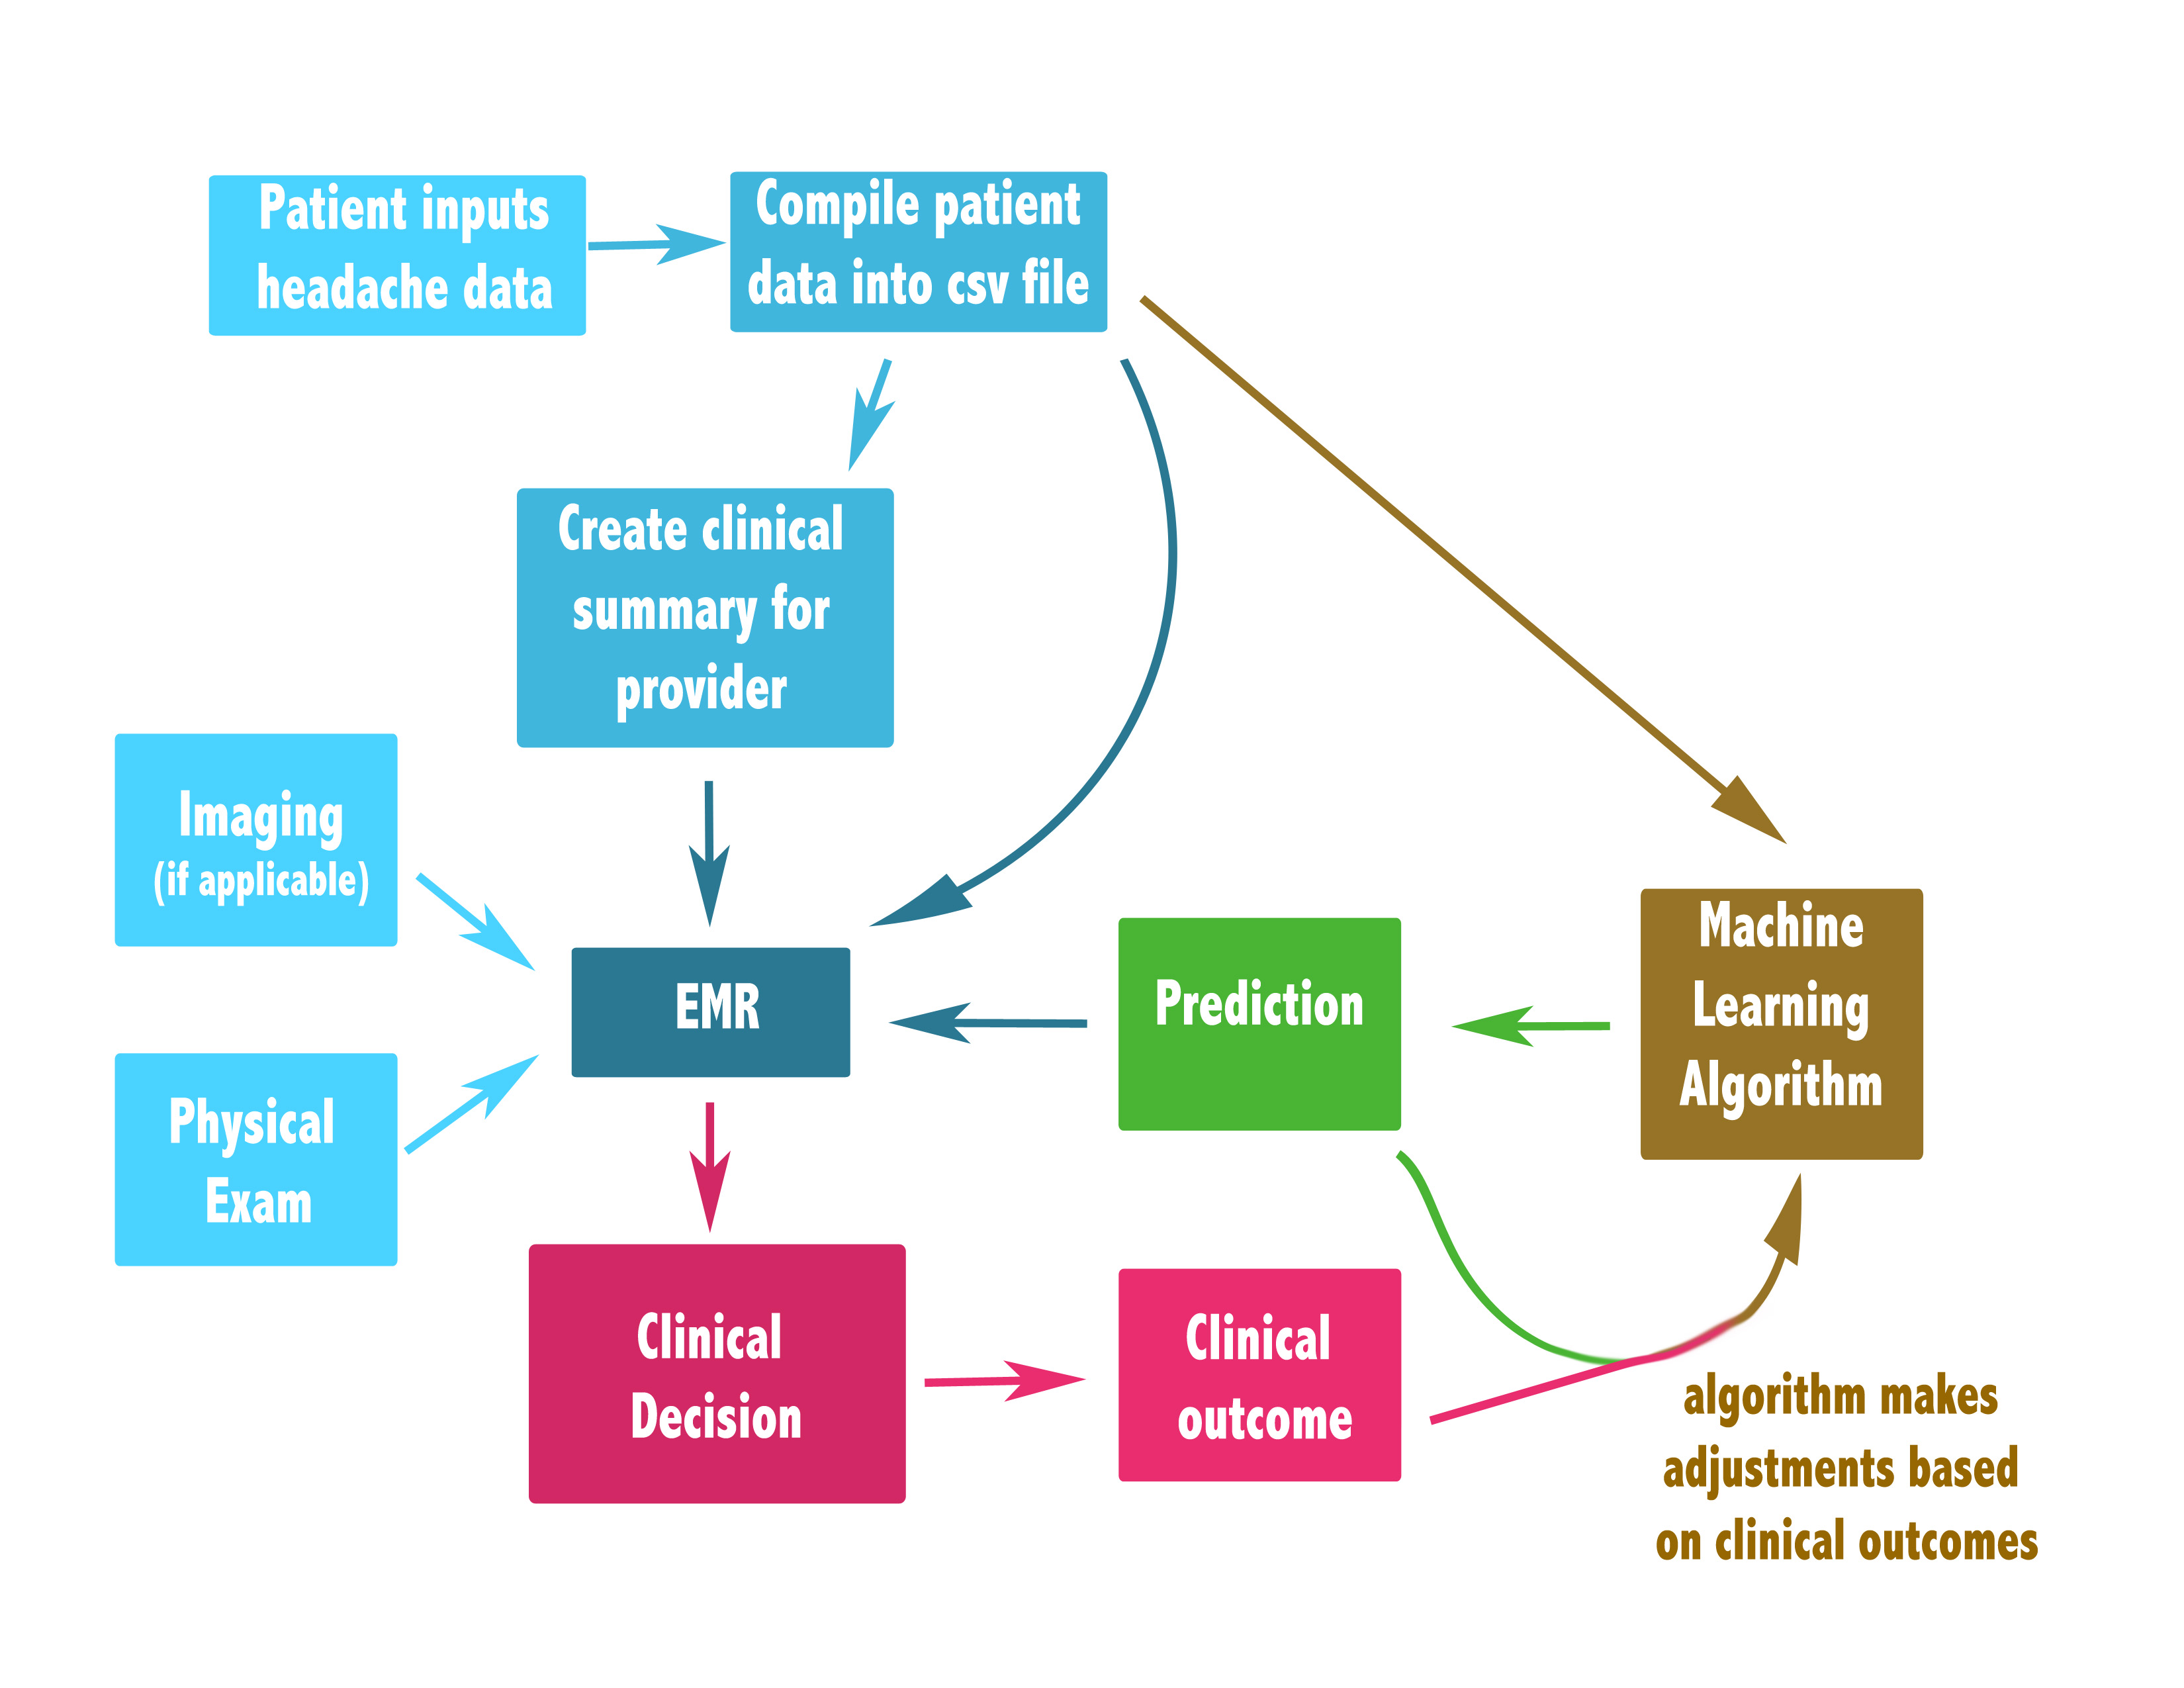 Patient inputs
headache data
Compile patient
data into csv file
Create clinical
summary for
provider
Imaging
(if applicable)
EMR
Prediction
Machine
Learning
Algorithm
Physical
Exam
Clinical
Decision
Clinical
outcome
algorithm makes
adjustments based
on clinical outcomes